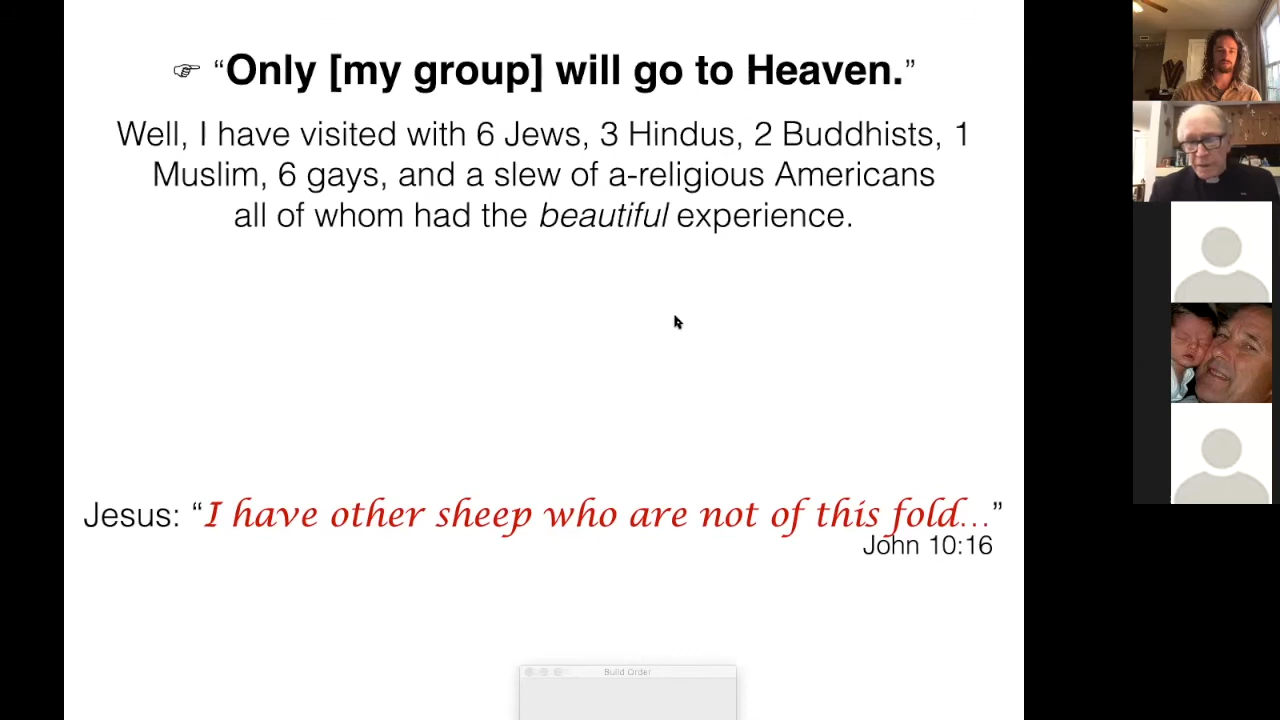 ☞ “Only [my group] will go to Heaven.”
Well, I have visited with 6 Jews, 3 Hindus, 2 Buddhists, 1
Muslim, 6 gays, and a slew of a-religious Americans
all of whom had the beautiful experience.
Jesus: “I have other sheep who are not of this fold…”
John 10:16
Build Order